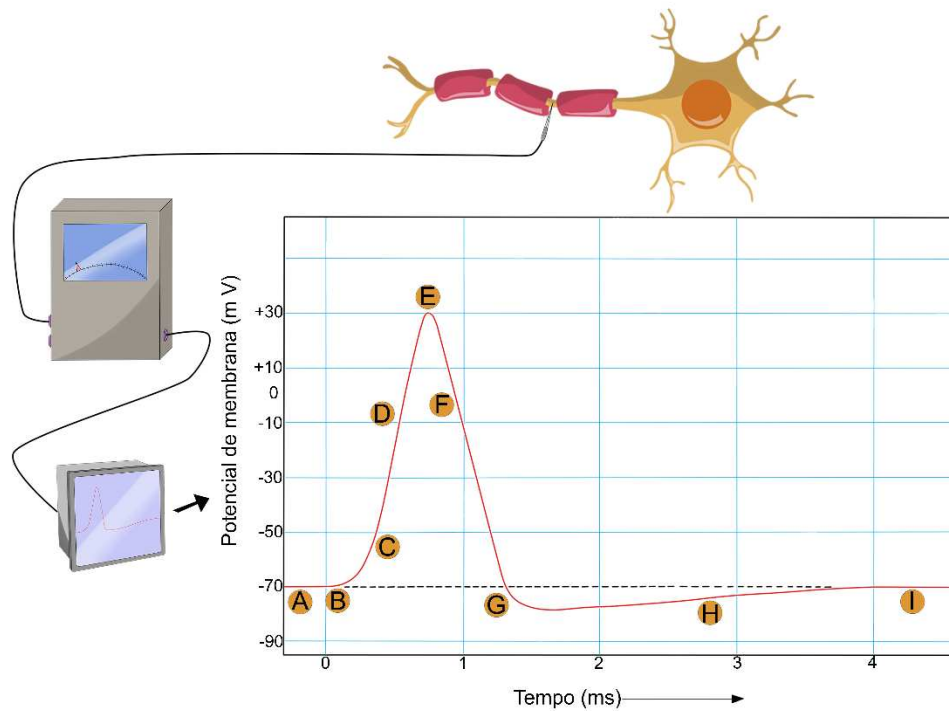 Potencial de membrana (m V)
+30
+10
0
-10
-30
-50
-70
-90
E
D
F
C
A
B
G
H
I
0
1
2
3
4
Tempo (ms)